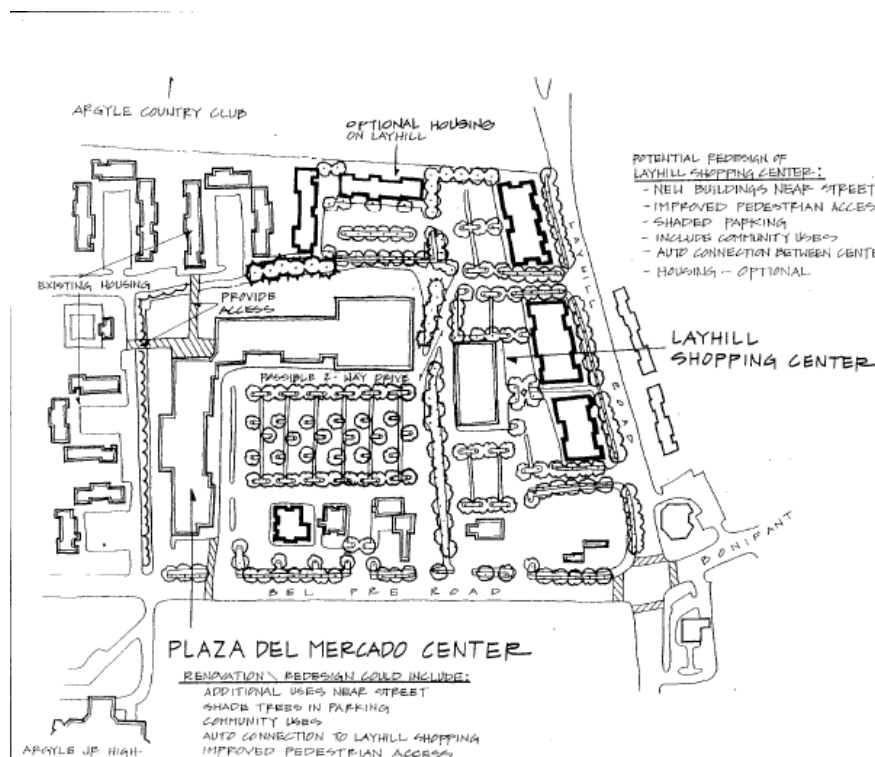 ARGYLE COUNTRY CLUB
OPTIONAL HOUSING
ON LAYHILL
POTENTIAL REDESIGN OF
LAYHILL SHOPPING CENTER:
- NEW BUILDINGS NEAR STREET
- IMPROVED PEDESTRIAN ACCESS
- SHADED PARKING
- INCLUDE COMMUNITY USES
- AUTO CONNECTION BETWEEN CENTE
- HOUSING - OPTIONAL
LAYHILL ROAD
EXISTING HOUSING
PROVIDE
ACCESS
LAYHILL
SHOPPING CENTER
POSSIBLE 2-WAY DRIVE
BONIFANT
BEL PRE ROAD
PLAZA DEL MERCADO CENTER
RENOVATION \ REDESIGN COULD INCLUDE:
ADDITIONAL USES NEAR STREET
SHADE TREES IN PARKING
COMMUNITY USES
AUTO CONNECTION TO LAYHILL SHOPPING
IMPROVED PEDESTRIAN ACCESS
ARGYLE JR. HIGH